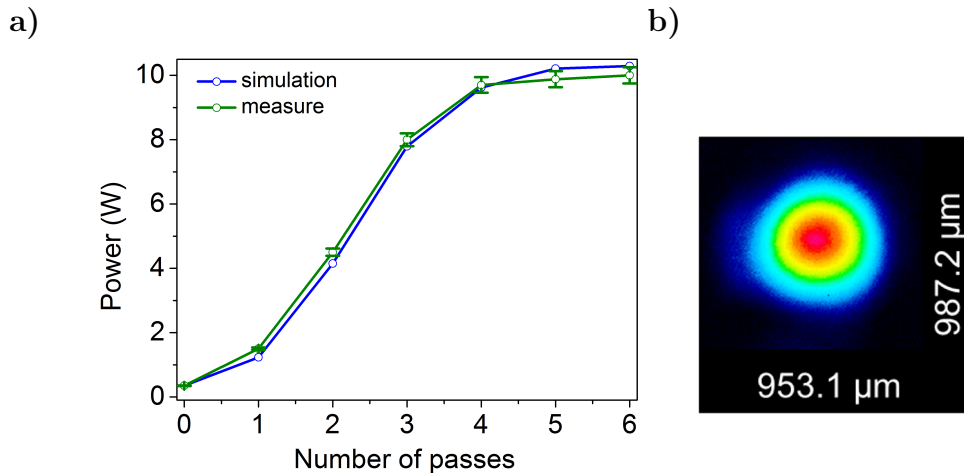 a)
b)
simulation
measure
10
8
6
4
2
0
Power (W)
0 1 2 3 4 5 6
Number of passes
987.2 µm
953.1 µm